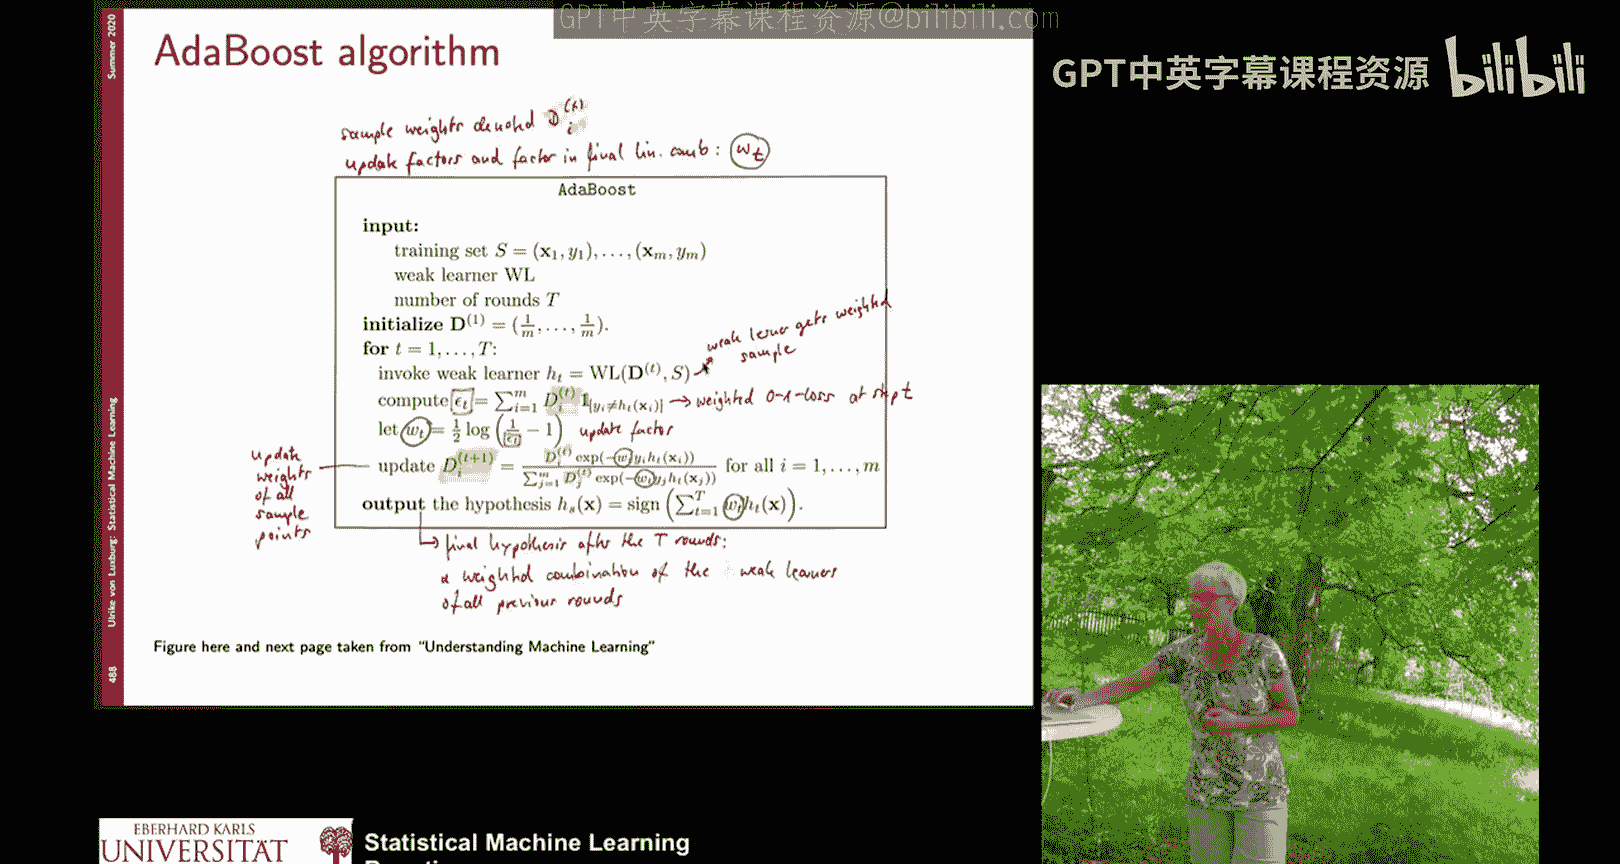 GPT中英字幕课程资源@bilibili.com
GPT中英字幕课程资源 bilibili
Summer 2020
Ulrike von Luxburg: Statistical Machine Learning
488
AdaBoost algorithm
sample weights denoted D_i^(t)
update factors and factor in final lin. comb: w_t
AdaBoost
input:
training set S = (x_1, y_1), ..., (x_m, y_m)
weak learner WL
number of rounds T
initialize D^(1) = (1/m, ..., 1/m).
for t = 1, ..., T:
invoke weak learner h_t = WL(D^(t), S)
weak lerner gets weighted
sample
compute ε_t = ∑_{i=1}^m D_i^(t) 𝟙_[y_i≠h_t(x_i)] → weighted 0-1-loss at step t
let w_t = 1/2 log (1/ε_t − 1) update factor
update D_i^(t+1) = D_i^(t) exp(−w_t y_i h_t(x_i)) / ∑_{j=1}^m D_j^(t) exp(−w_t y_j h_t(x_j)) for all i = 1, ..., m
output the hypothesis h_s(x) = sign (∑_{t=1}^T w_t h_t(x)).
update
weights
of all
sample
points
final hypothesis after the T rounds:
a weighted combination of the weak learners
of all previous rounds
Figure here and next page taken from “Understanding Machine Learning”
EBERHARD KARLS
UNIVERSITÄT
Statistical Machine Learning